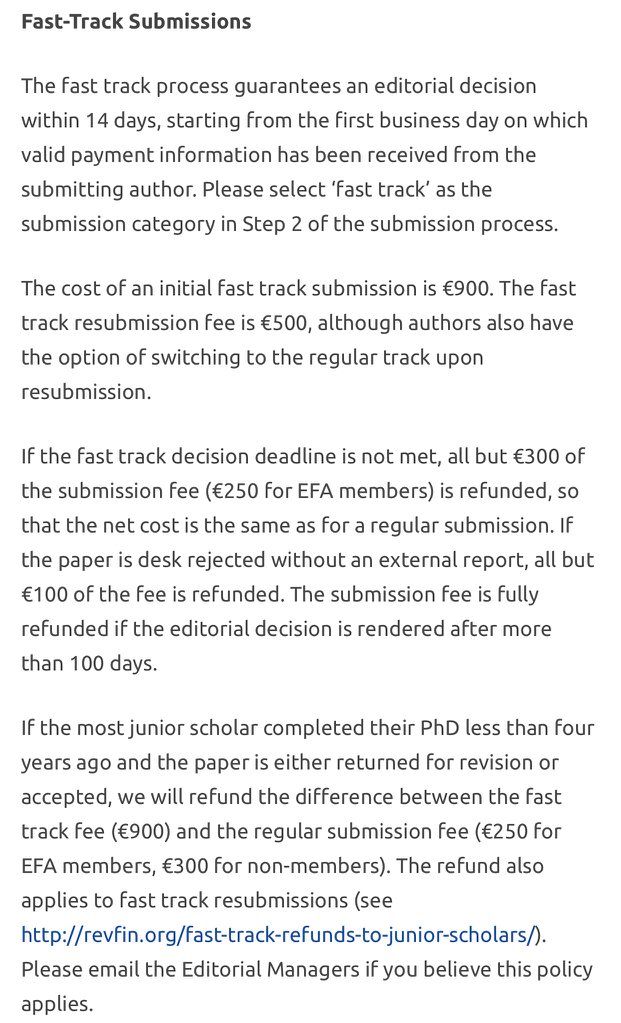 Fast-Track Submissions
The fast track process guarantees an editorial decision
within 14 days, starting from the first business day on which
valid payment information has been received from the
submitting author. Please select ‘fast track’ as the
submission category in Step 2 of the submission process.
The cost of an initial fast track submission is €900. The fast
track resubmission fee is €500, although authors also have
the option of switching to the regular track upon
resubmission.
If the fast track decision deadline is not met, all but €300 of
the submission fee (€250 for EFA members) is refunded, so
that the net cost is the same as for a regular submission. If
the paper is desk rejected without an external report, all but
€100 of the fee is refunded. The submission fee is fully
refunded if the editorial decision is rendered after more
than 100 days.
If the most junior scholar completed their PhD less than four
years ago and the paper is either returned for revision or
accepted, we will refund the difference between the fast
track fee (€900) and the regular submission fee (€250 for
EFA members, €300 for non-members). The refund also
applies to fast track resubmissions (see
http://revfin.org/fast-track-refunds-to-junior-scholars/).
Please email the Editorial Managers if you believe this policy
applies.